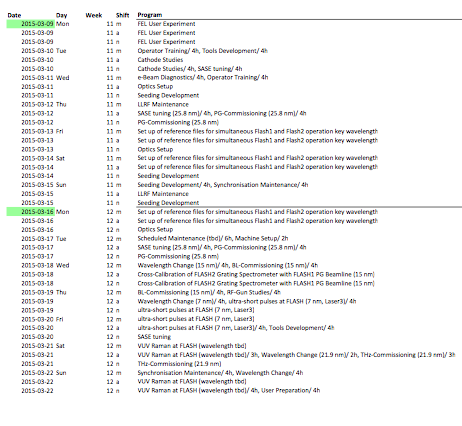 Date Day Week Shift Program
2015-03-09 Mon 11 m FEL User Experiment
2015-03-09 11 a FEL User Experiment
2015-03-09 11 n FEL User Experiment
2015-03-10 Tue 11 m Operator Training/ 4h, Tools Development/ 4h
2015-03-10 11 a Cathode Studies
2015-03-10 11 n Cathode Studies/ 4h, SASE tuning/ 4h
2015-03-11 Wed 11 m e-Beam Diagnostics/ 4h, Operator Training/ 4h
2015-03-11 11 a Optics Setup
2015-03-11 11 n Seeding Development
2015-03-12 Thu 11 m LLRF Maintenance
2015-03-12 11 a SASE tuning (25.8 nm)/ 4h, PG-Commissioning (25.8 nm)/ 4h
2015-03-12 11 n PG-Commissioning (25.8 nm)
2015-03-13 Fri 11 m Set up of reference files for simultaneous Flash1 and Flash2 operation key wavelength
2015-03-13 11 a Set up of reference files for simultaneous Flash1 and Flash2 operation key wavelength
2015-03-13 11 n Optics Setup
2015-03-14 Sat 11 m Set up of reference files for simultaneous Flash1 and Flash2 operation key wavelength
2015-03-14 11 a Set up of reference files for simultaneous Flash1 and Flash2 operation key wavelength
2015-03-14 11 n Seeding Development
2015-03-15 Sun 11 m Seeding Development/ 4h, Synchronisation Maintenance/ 4h
2015-03-15 11 a LLRF Maintenance
2015-03-15 11 n Seeding Development
2015-03-16 Mon 12 m Set up of reference files for simultaneous Flash1 and Flash2 operation key wavelength
2015-03-16 12 a Set up of reference files for simultaneous Flash1 and Flash2 operation key wavelength
2015-03-16 12 n Optics Setup
2015-03-17 Tue 12 m Scheduled Maintenance (tbd)/ 6h, Machine Setup/ 2h
2015-03-17 12 a SASE tuning (25.8 nm)/ 4h, PG-Commissioning (25.8 nm)/ 4h
2015-03-17 12 n PG-Commissioning (25.8 nm)
2015-03-18 Wed 12 m Wavelength Change (15 nm)/ 4h, BL-Commissioning (15 nm)/ 4h
2015-03-18 12 a Cross-Calibration of FLASH2 Grating Spectrometer with FLASH1 PG Beamline (15 nm)
2015-03-18 12 n Cross-Calibration of FLASH2 Grating Spectrometer with FLASH1 PG Beamline (15 nm)
2015-03-19 Thu 12 m BL-Commissioning (15 nm)/ 4h, RF-Gun Studies/ 4h
2015-03-19 12 a Wavelength Change (7 nm)/ 4h, ultra-short pulses at FLASH (7 nm, Laser3)/ 4h
2015-03-19 12 n ultra-short pulses at FLASH (7 nm, Laser3)
2015-03-20 Fri 12 m ultra-short pulses at FLASH (7 nm, Laser3)
2015-03-20 12 a ultra-short pulses at FLASH (7 nm, Laser3)/ 4h, Tools Development/ 4h
2015-03-20 12 n SASE tuning
2015-03-21 Sat 12 m VUV Raman at FLASH (wavelength tbd)
2015-03-21 12 a VUV Raman at FLASH (wavelength tbd)/ 3h, Wavelength Change (21.9 nm)/ 2h, THz-Commissioning (21.9 nm)/ 3h
2015-03-21 12 n THz-Commissioning (21.9 nm)
2015-03-22 Sun 12 m Synchronisation Maintenance/ 4h, Wavelength Change/ 4h
2015-03-22 12 a VUV Raman at FLASH (wavelength tbd)
2015-03-22 12 n VUV Raman at FLASH (wavelength tbd)/ 4h, User Preparation/ 4h